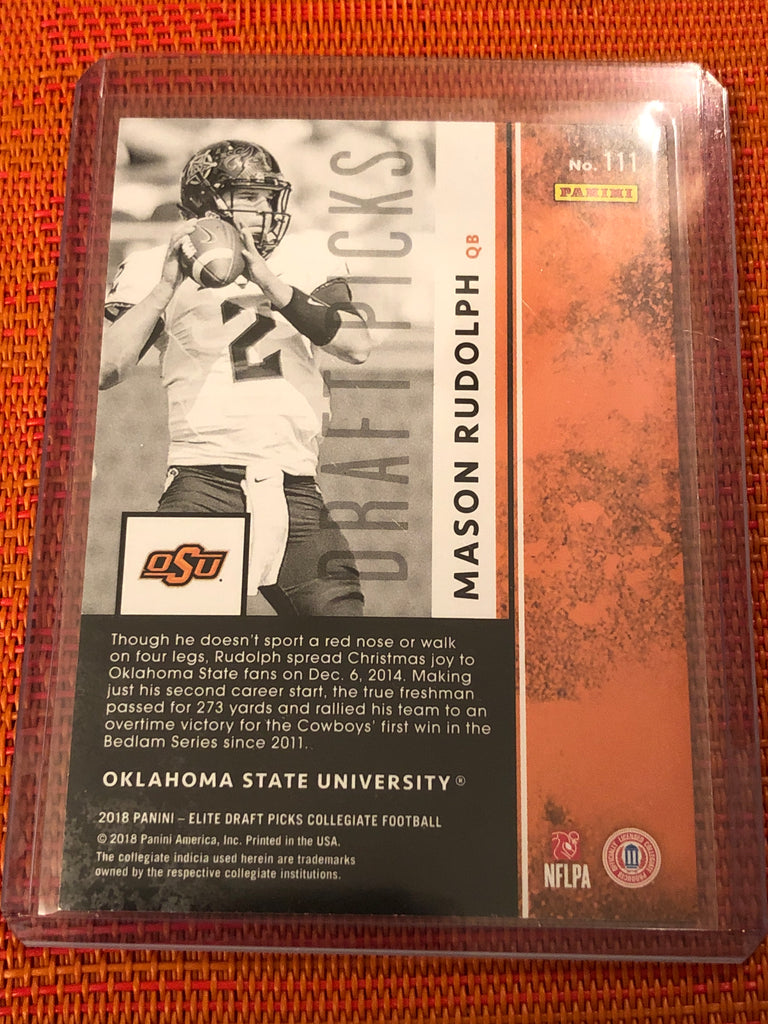 No. 111
PANINI
DRAFT PICKS
MASON RUDOLPH QB
2
OSU
Though he doesn't sport a red nose or walk
on four legs, Rudolph spread Christmas joy to
Oklahoma State fans on Dec. 6, 2014. Making
just his second career start, the true freshman
passed for 273 yards and rallied his team to an
overtime victory for the Cowboys' first win in the
Bedlam Series since 2011.
OKLAHOMA STATE UNIVERSITY®
2018 PANINI – ELITE DRAFT PICKS COLLEGIATE FOOTBALL
© 2018 Panini America, Inc. Printed in the USA.
The collegiate indicia used herein are trademarks
owned by the respective collegiate institutions.
NFLPA
OFFICIALLY LICENSED COLLEGIATE PRODUCTS